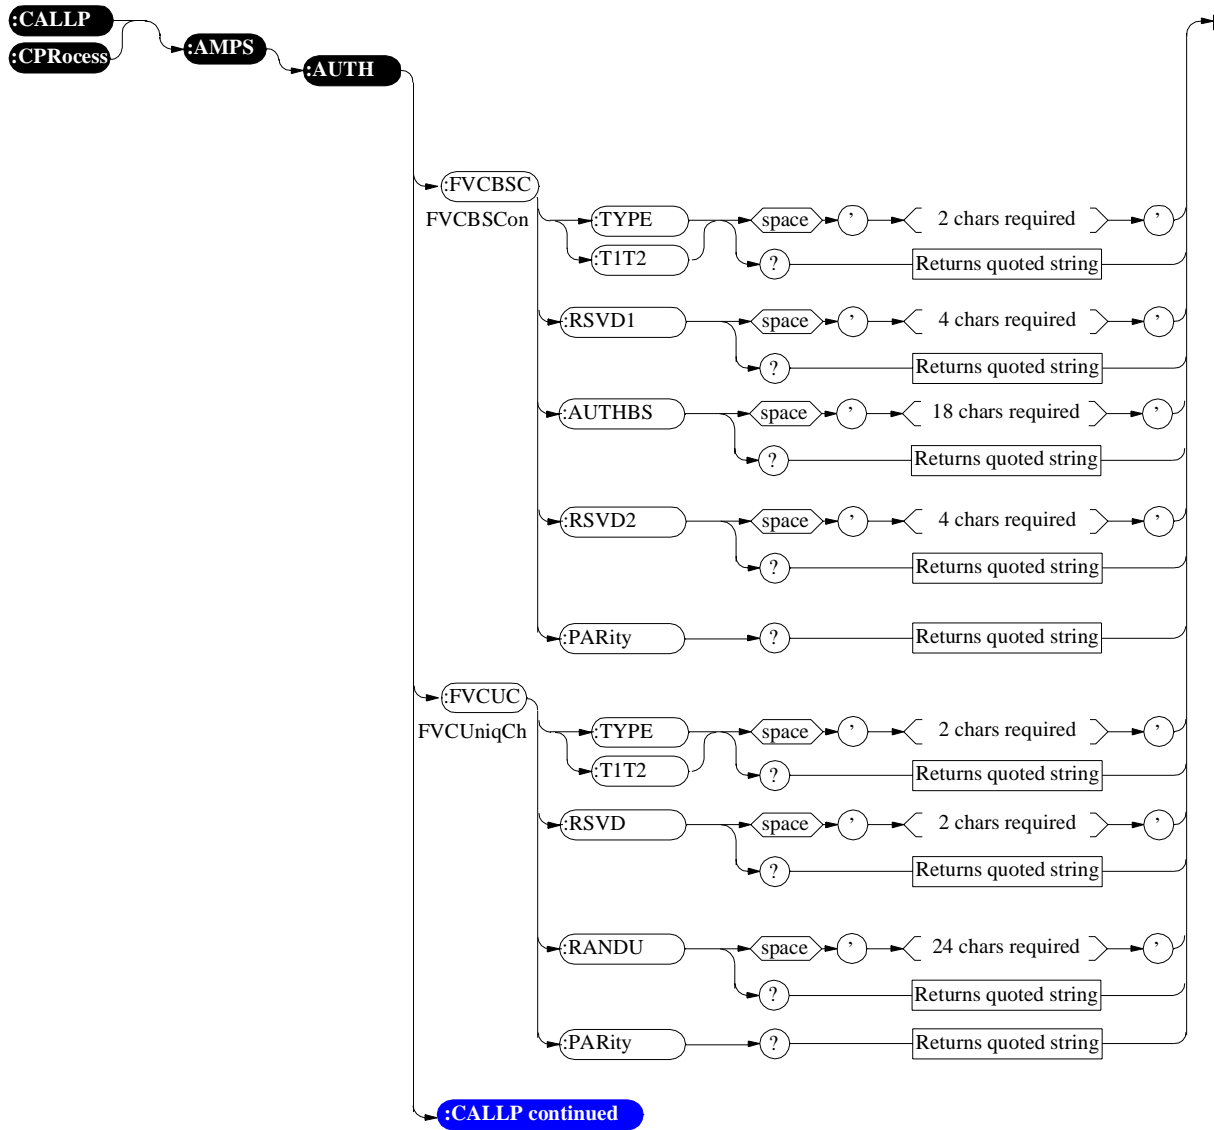 :CALLP
:CPRocess
:AMPS
:AUTH
:FVCBSC
FVCBSCon
:TYPE space ’ 2 chars required ’
:T1T2 ? Returns quoted string
:RSVD1 space ’ 4 chars required ’
? Returns quoted string
:AUTHBS space ’ 18 chars required ’
? Returns quoted string
:RSVD2 space ’ 4 chars required ’
? Returns quoted string
:PARity ? Returns quoted string
:FVCUC
FVCUniqCh
:TYPE space ’ 2 chars required ’
:T1T2 ? Returns quoted string
:RSVD space ’ 2 chars required ’
? Returns quoted string
:RANDU space ’ 24 chars required ’
? Returns quoted string
:PARity ? Returns quoted string
:CALLP continued